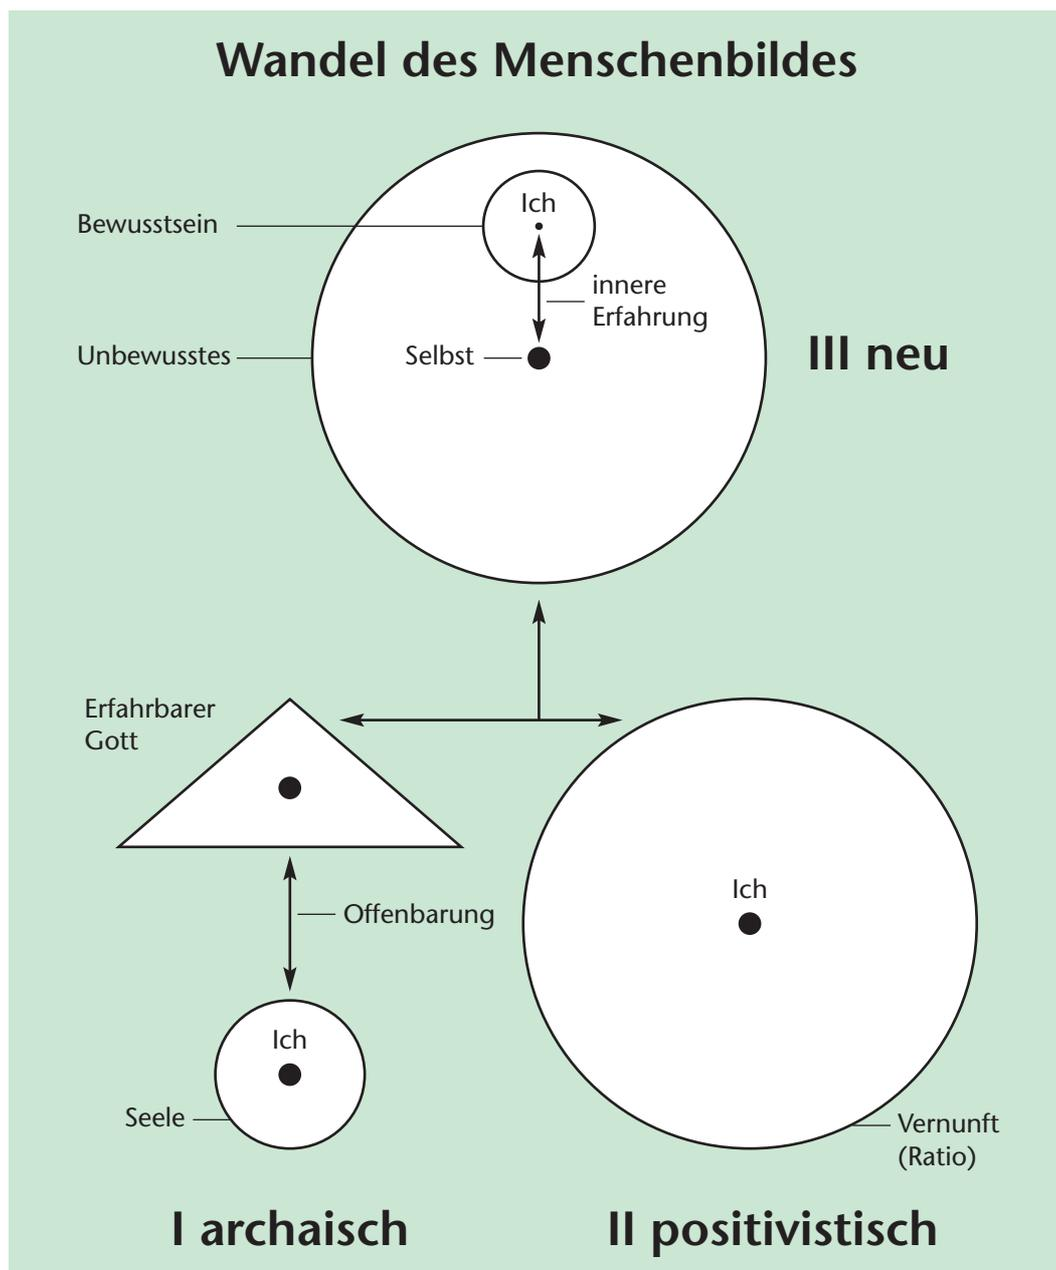 Wandel des Menschenbildes
Ich
Bewusstsein
innere
Erfahrung
Unbewusstes
Selbst
III neu
Erfahrbarer
Gott
Ich
Offenbarung
Ich
Seele
Vernunft
(Ratio)
I archaisch
II positivistisch